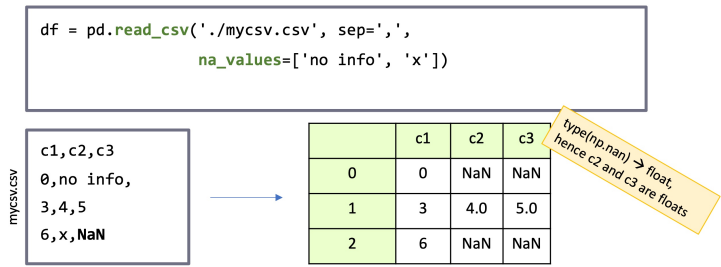 df = pd.read_csv('./mycsv.csv', sep=',',
na_values=['no info', 'x'])
mycsv.csv
c1,c2,c3
0,no info,
3,4,5
6,x,NaN
c1 c2 c3
0 0 NaN NaN
1 3 4.0 5.0
2 6 NaN NaN
type(np.nan) → float,
hence c2 and c3 are floats